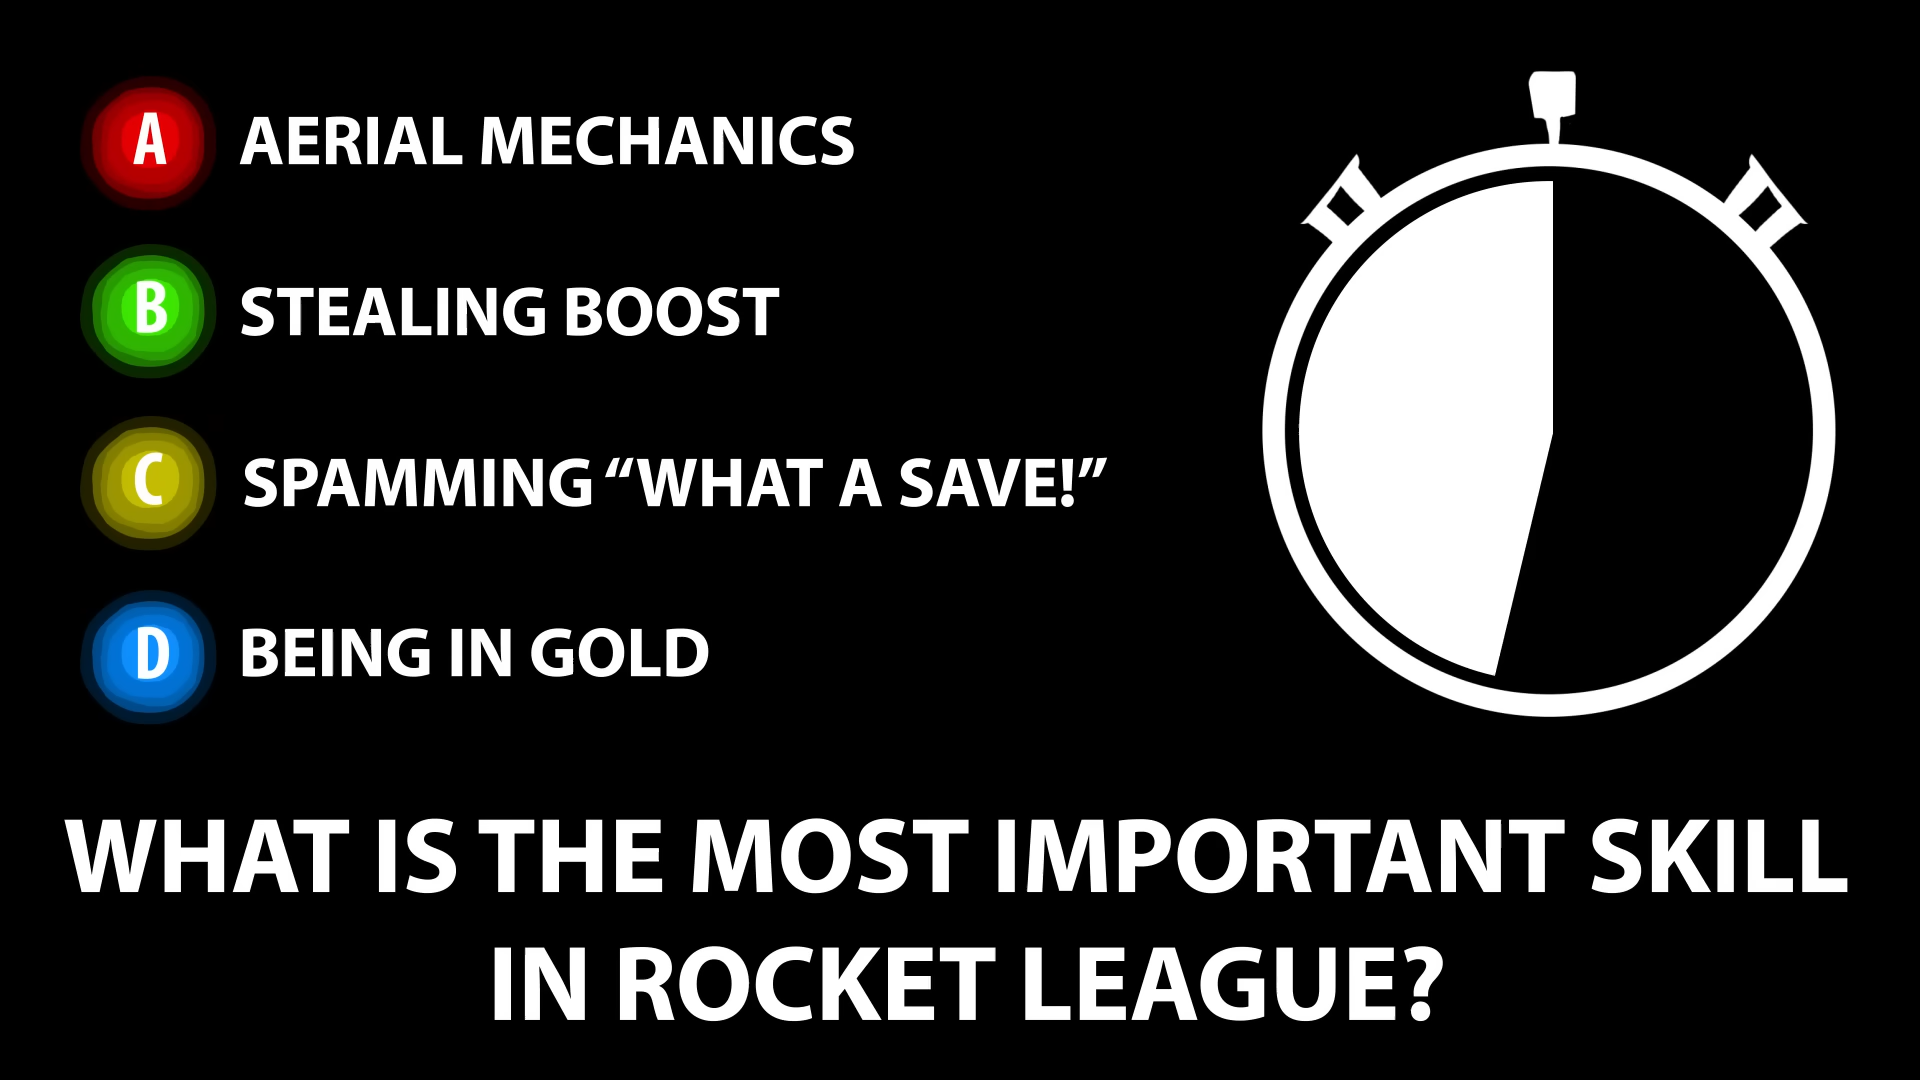 A AERIAL MECHANICS
B STEALING BOOST
C SPAMMING “WHAT A SAVE!”
D BEING IN GOLD
WHAT IS THE MOST IMPORTANT SKILL
IN ROCKET LEAGUE?